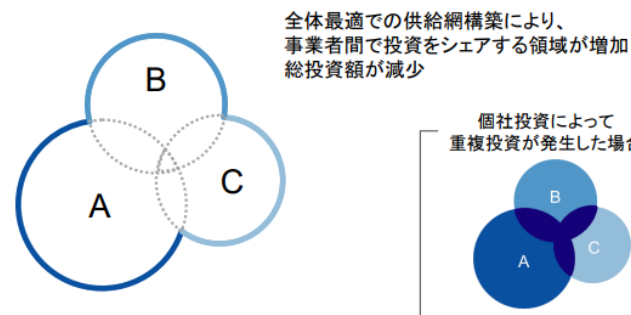 全体最適での供給網構築により、
事業者間で投資をシェアする領域が増加
総投資額が減少
B
C
A
個社投資によって
重複投資が発生した場合
B
C
A